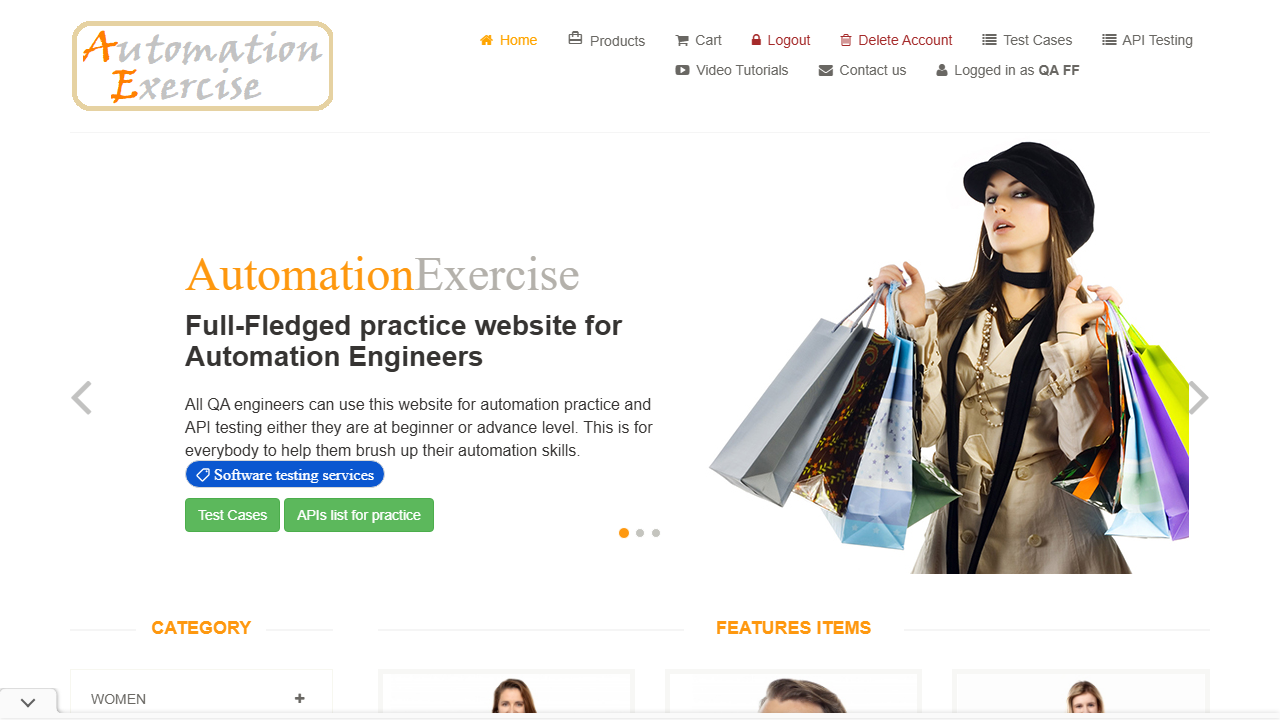 Automation
Exercise
Home Products Cart Logout Delete Account Test Cases API Testing
Video Tutorials Contact us Logged in as QA FF
AutomationExercise
Full-Fledged practice website for
Automation Engineers
All QA engineers can use this website for automation practice and
API testing either they are at beginner or advance level. This is for
everybody to help them brush up their automation skills.
Software testing services
Test Cases APIs list for practice
CATEGORY
FEATURES ITEMS
WOMEN